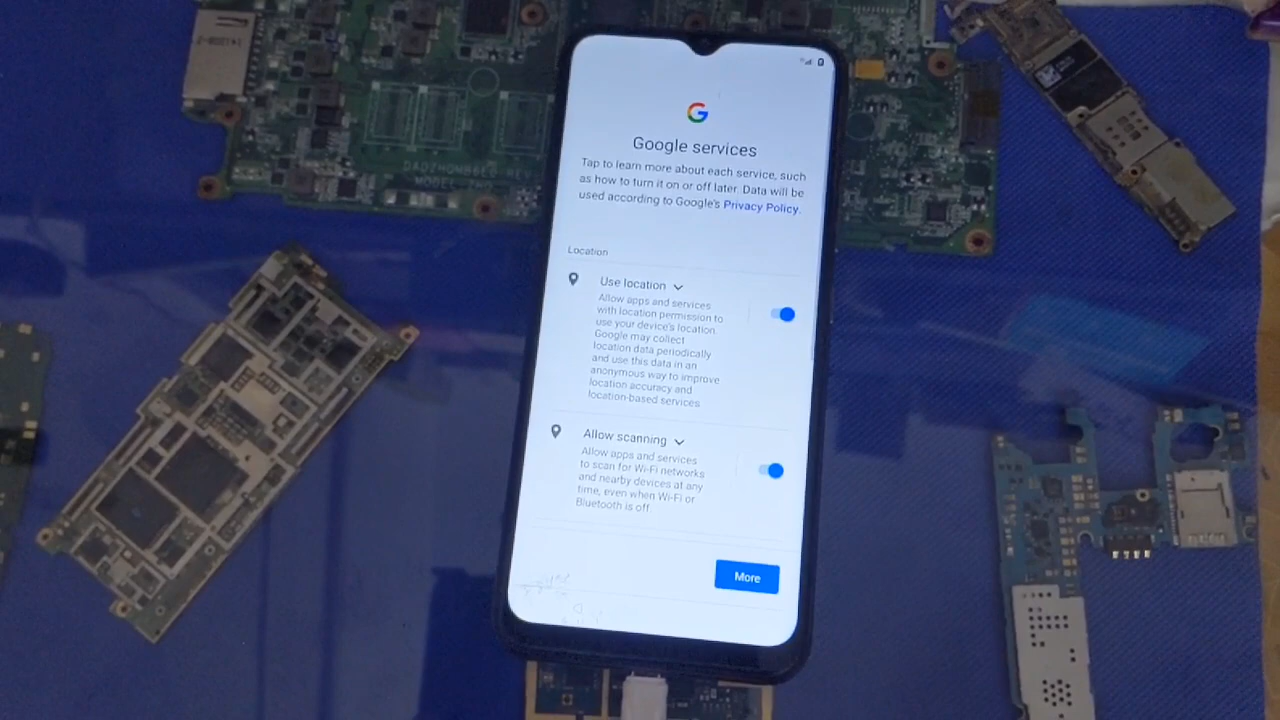 Google services
Tap to learn more about each service, such
as how to turn it on or off later. Data will be
used according to Google's Privacy Policy.
Location
Use location
Allow apps and services
with location permission to
use your device's location.
Google may collect
location data periodically
and use this data in an
anonymous way to improve
location accuracy and
location-based services
Allow scanning
Allow apps and services
to scan for Wi-Fi networks
and nearby devices at any
time, even when Wi-Fi or
Bluetooth is off.
More